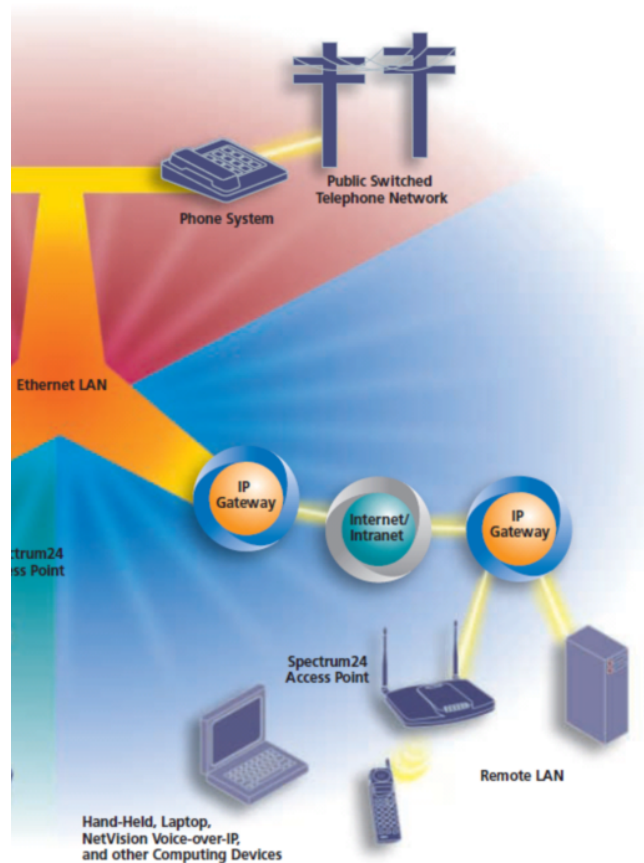 Public Switched
Telephone Network
Phone System
Ethernet LAN
IP
Gateway
Internet/
Intranet
IP
Gateway
Point
Spectrum24
Access Point
Remote LAN
Hand-Held, Laptop,
NetVision Voice-over-IP,
and other Computing Devices